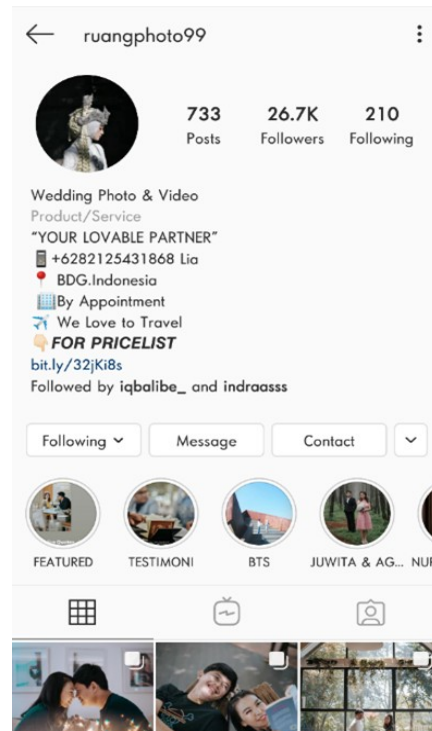 ruangphoto99
733 26.7K 210
Posts Followers Following
Wedding Photo & Video
Product/Service
"YOUR LOVABLE PARTNER"
+6282125431868 Lia
BDG.Indonesia
By Appointment
We Love to Travel
FOR PRICELIST
bit.ly/32jKi8s
Followed by iqbalibe_ and indraasss
Following Message Contact
FEATURED TESTIMONI BTS JUWITA & AG...